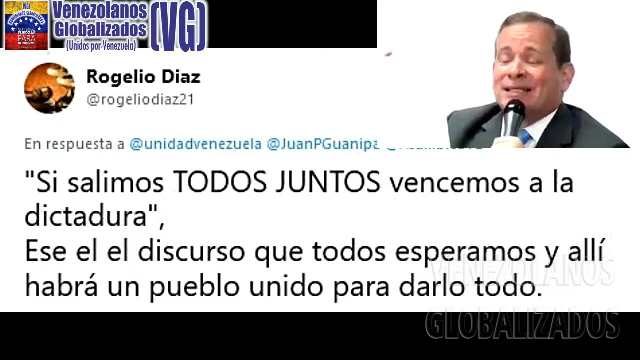 Venezolanos
Globalizados
(Unidos por Venezuela)
(VG)
Rogelio Diaz
@rogeliodiaz21
En respuesta a @unidadvenezuela @JuanPGuanipa
"Si salimos TODOS JUNTOS vencemos a la
dictadura",
Ese el el discurso que todos esperamos y allí
habrá un pueblo unido para darlo todo.
VENEZOLANOS
GLOBALIZADOS